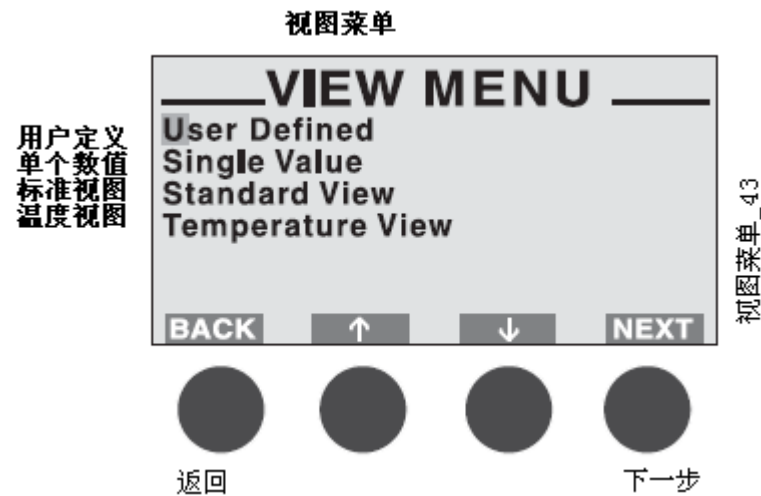 视图菜单
VIEW MENU
用户定义
单个数值
标准视图
温度视图
User Defined
Single Value
Standard View
Temperature View
BACK ↑ ↓ NEXT
返回
下一步
视图菜单_43